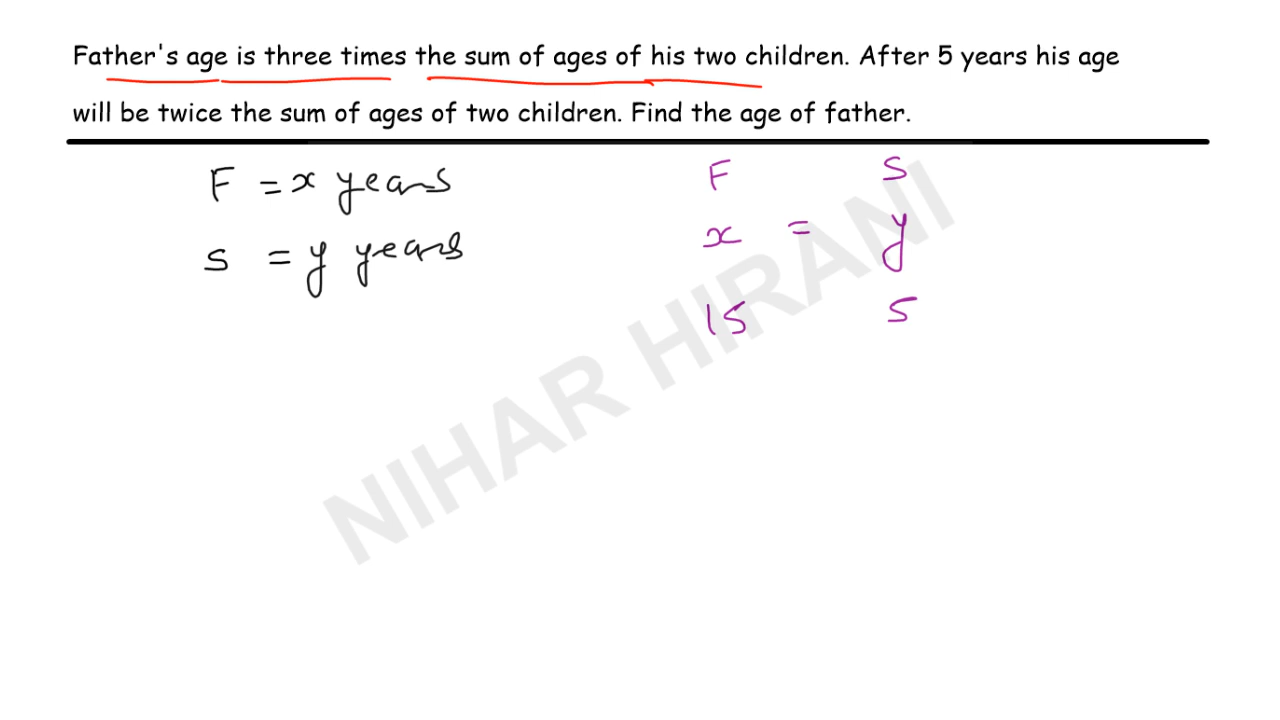 Father's age is three times the sum of ages of his two children. After 5 years his age
will be twice the sum of ages of two children. Find the age of father.
F = x years
S = y years
F S
x = y
15 5
NIHAR HIRANI